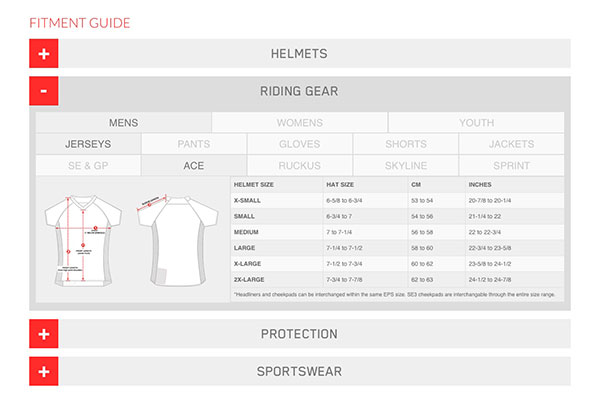 FITMENT GUIDE
+ HELMETS
- RIDING GEAR
MENS WOMENS YOUTH
JERSEYS PANTS GLOVES SHORTS JACKETS
SE & GP ACE RUCKUS SKYLINE SPRINT
HELMET SIZE HAT SIZE CM INCHES
X-SMALL 6-5/8 to 6-3/4 53 to 54 20-7/8 to 20-1/4
SMALL 6-3/4 to 7 54 to 56 21-1/4 to 22
MEDIUM 7 to 7-1/4 56 to 58 22 to 22-3/4
LARGE 7-1/4 to 7-1/2 58 to 60 22-3/4 to 23-5/8
X-LARGE 7-1/2 to 7-3/4 60 to 62 23-5/8 to 24-1/2
2X-LARGE 7-3/4 to 7-7/8 62 to 63 24-1/2 to 24-7/8
*Headliners and cheekpads can be interchanged within the same EPS size. SE3 cheekpads are interchangable through the entire size range.
+ PROTECTION
+ SPORTSWEAR